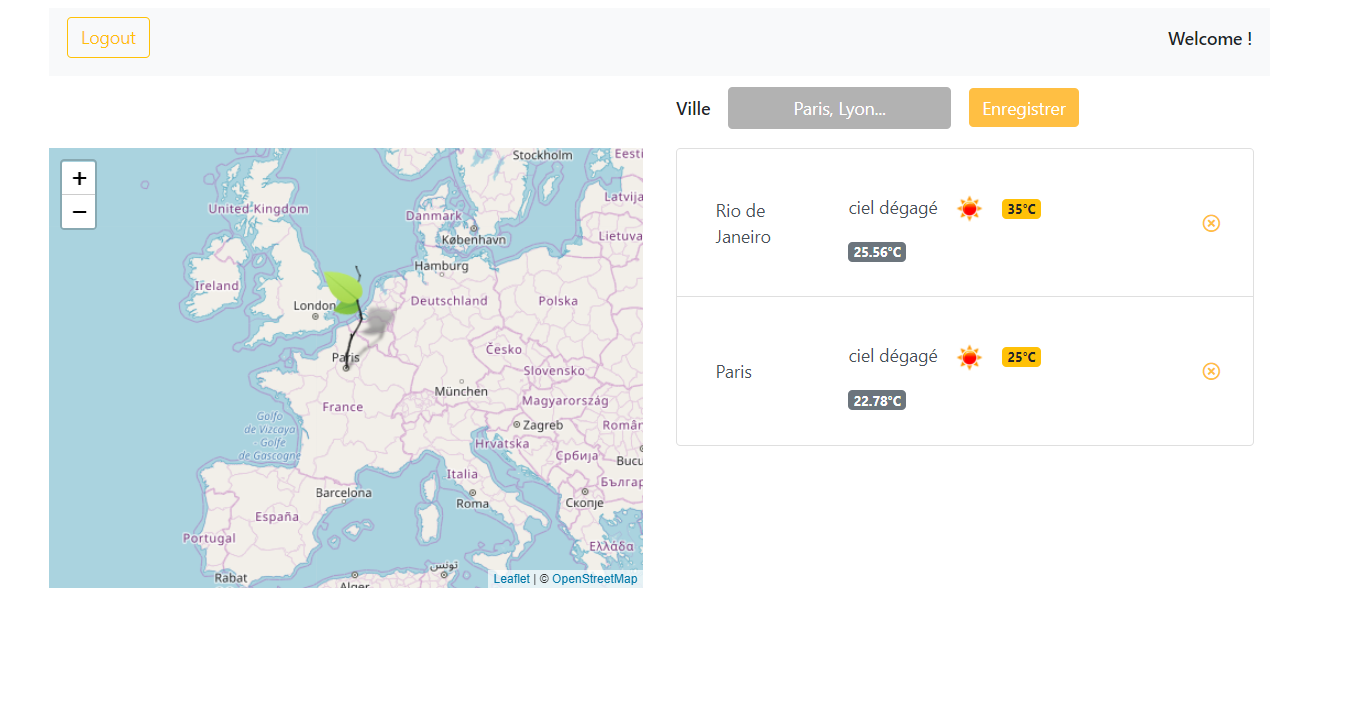 Logout
Welcome !
Ville
Paris, Lyon...
Enregistrer
+
−
Stockholm
Eesti
Latvija
United Kingdom
Danmark
Lietuva
København
Hamburg
Ireland
Deutschland
Polska
London
Česko
Paris
Slovensko
München
Magyarország
France
Golfo
de Vizcaya
- Golfe
de Gascogne
Zagreb
Român
Hrvatska
Србија
Bucu
Italia
Българ
Barcelona
Roma
Скопје
España
Portugal
Ελλάδα
تونس
Rabat
Alger
Leaflet | © OpenStreetMap
Rio de
Janeiro
ciel dégagé
35°C
25.56°C
Paris
ciel dégagé
25°C
22.78°C